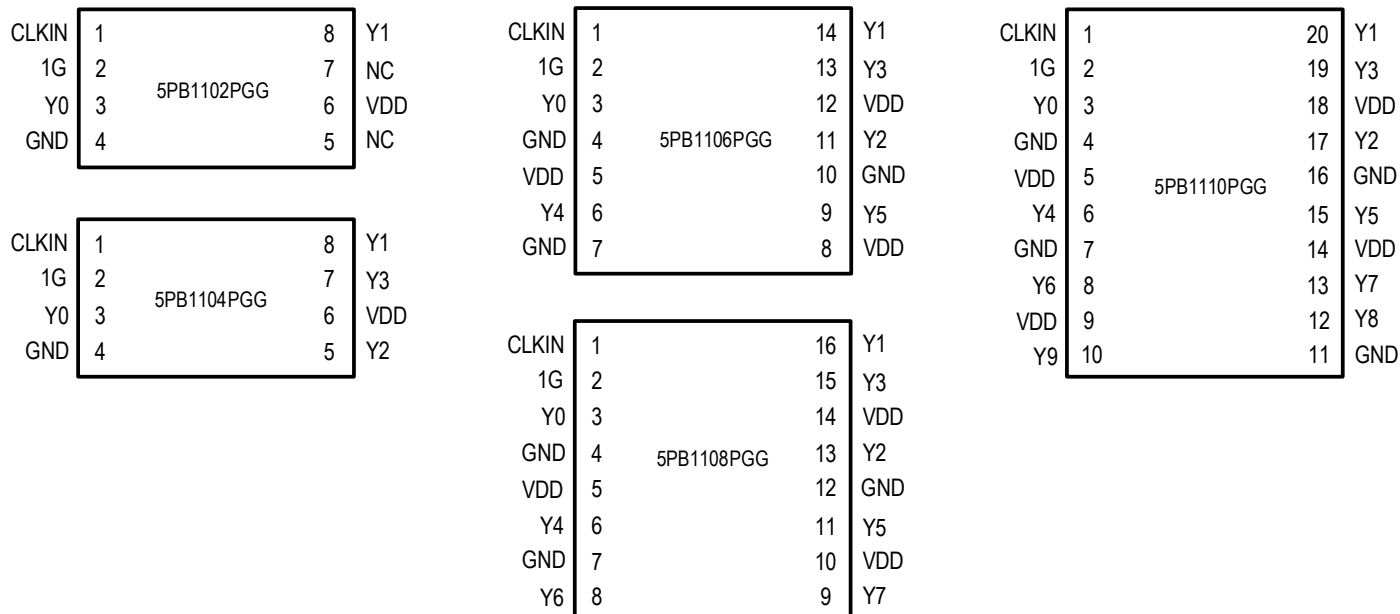 CLKIN 1 8 Y1
1G 2 7 NC
5PB1102PGG
Y0 3 6 VDD
GND 4 5 NC
CLKIN 1 8 Y1
1G 2 7 Y3
5PB1104PGG
Y0 3 6 VDD
GND 4 5 Y2
CLKIN 1 14 Y1
1G 2 13 Y3
Y0 3 12 VDD
GND 4 5PB1106PGG 11 Y2
VDD 5 10 GND
Y4 6 9 Y5
GND 7 8 VDD
CLKIN 1 16 Y1
1G 2 15 Y3
Y0 3 14 VDD
GND 4 5PB1108PGG 13 Y2
VDD 5 12 GND
Y4 6 11 Y5
GND 7 10 VDD
Y6 8 9 Y7
CLKIN 1 20 Y1
1G 2 19 Y3
Y0 3 18 VDD
GND 4 17 Y2
VDD 5 5PB1110PGG 16 GND
Y4 6 15 Y5
GND 7 14 VDD
Y6 8 13 Y7
VDD 9 12 Y8
Y9 10 11 GND